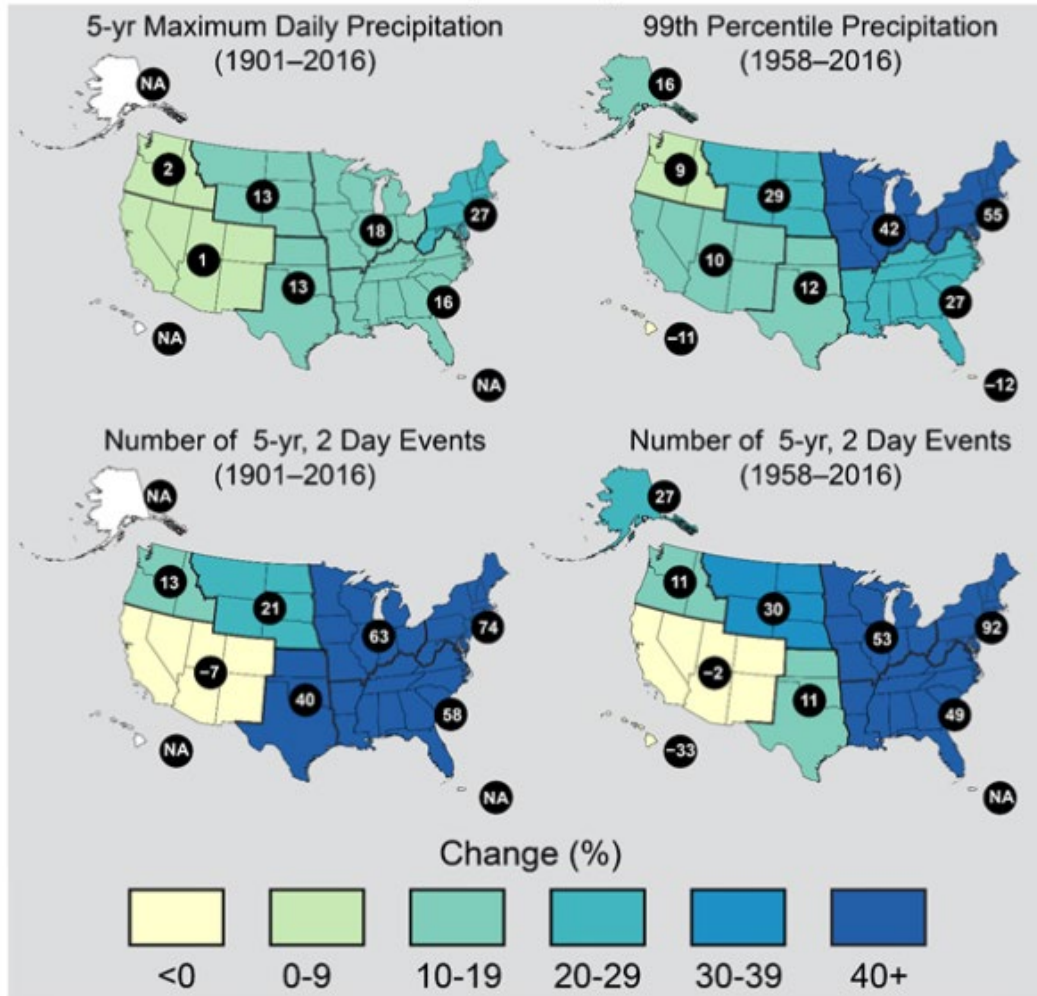 5-yr Maximum Daily Precipitation
(1901–2016)
NA
2
13
18
27
1
13
16
NA
NA
99th Percentile Precipitation
(1958–2016)
16
9
29
42
55
10
12
27
–11
–12
Number of 5-yr, 2 Day Events
(1901–2016)
NA
13
21
63
74
–7
40
58
NA
NA
Number of 5-yr, 2 Day Events
(1958–2016)
27
11
30
53
92
–2
11
49
–33
NA
Change (%)
<0 0-9 10-19 20-29 30-39 40+